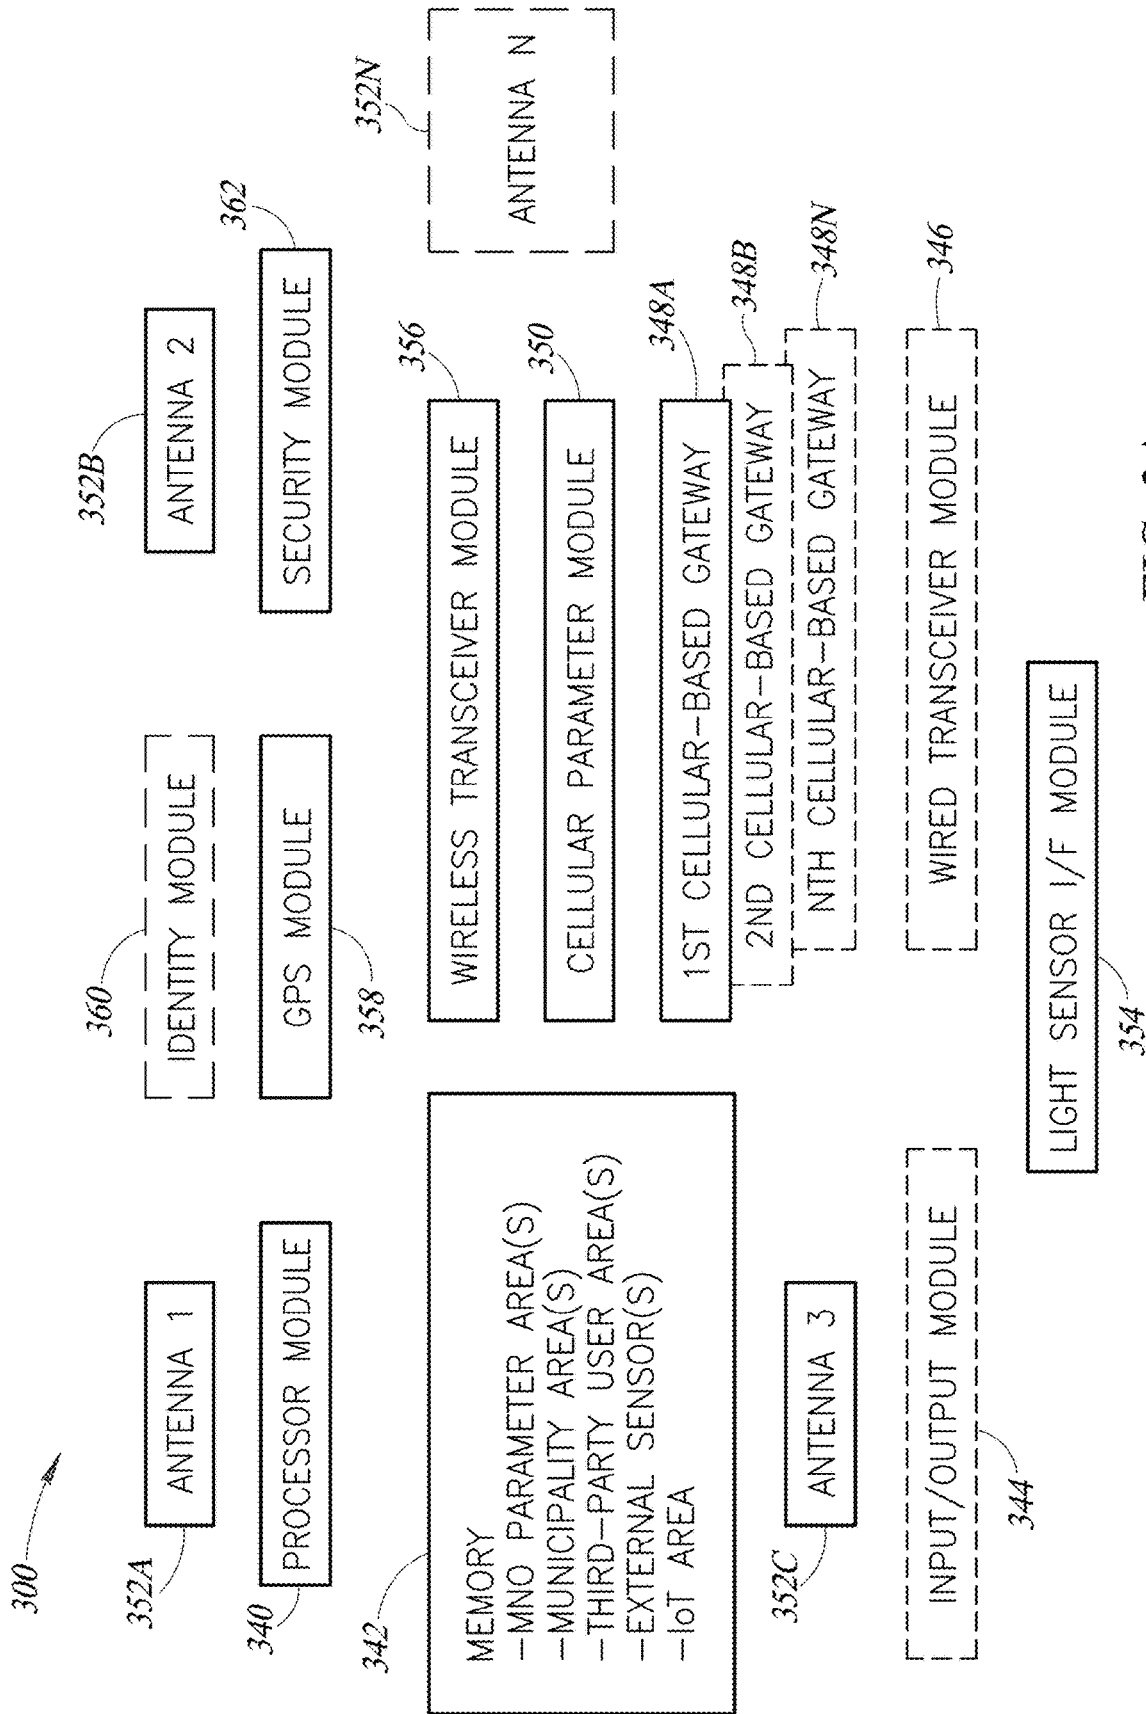 300
352A
ANTENNA 1
360
IDENTITY MODULE
352B
ANTENNA 2
340
PROCESSOR MODULE
GPS MODULE
358
SECURITY MODULE
362
342
MEMORY
-MNO PARAMETER AREA(S)
-MUNICIPALITY AREA(S)
-THIRD-PARTY USER AREA(S)
-EXTERNAL SENSOR(S)
-IoT AREA
WIRELESS TRANSCEIVER MODULE
356
352N
ANTENNA N
CELLULAR PARAMETER MODULE
350
1ST CELLULAR-BASED GATEWAY
348A
2ND CELLULAR-BASED GATEWAY
348B
NTH CELLULAR-BASED GATEWAY
348N
352C
ANTENNA 3
INPUT/OUTPUT MODULE
344
WIRED TRANSCEIVER MODULE
346
LIGHT SENSOR I/F MODULE
354